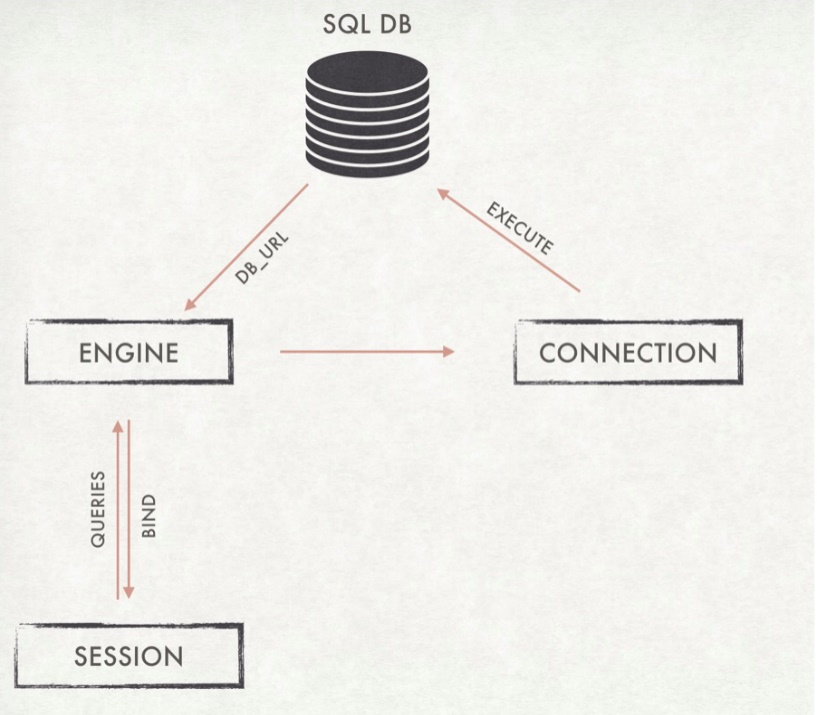 SQL DB
DB_URL
EXECUTE
ENGINE
CONNECTION
QUERIES
BIND
SESSION